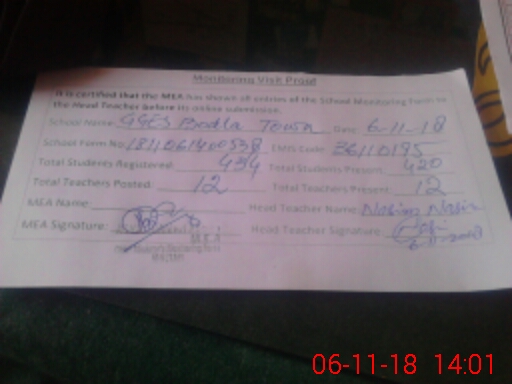 Monitoring Visit Proof
It is certified that the MEA has shown all entries of the School Monitoring Form to
the Head Teacher before its online submission.
School Name: GGES Town Date: 6-11-18
School Form No: 1811061400538 EMIS Code: 36110195
Total Students Registered: 434 Total Students Present: 420
Total Teachers Posted: 12 Total Teachers Present: 12
MEA Name: Head Teacher Name:
MEA Signature: Head Teacher Signature:
06-11-18 14:01